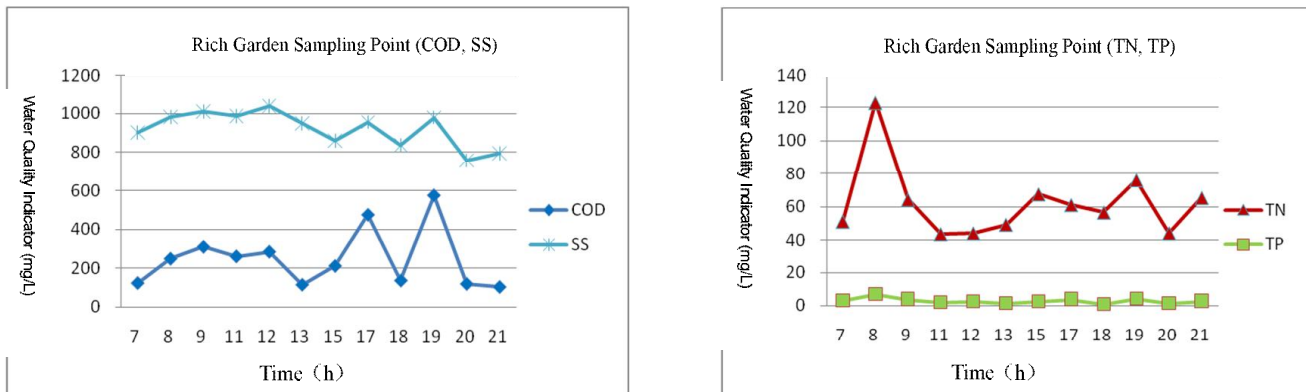 Rich Garden Sampling Point (COD, SS)
Water Quality Indicator (mg/L)
1200
1000
800
600
400
200
0
7 8 9 11 12 13 15 17 18 19 20 21
Time（h）
COD
SS
Rich Garden Sampling Point (TN, TP)
Water Quality Indicator (mg/L)
140
120
100
80
60
40
20
0
7 8 9 11 12 13 15 17 18 19 20 21
Time（h）
TN
TP